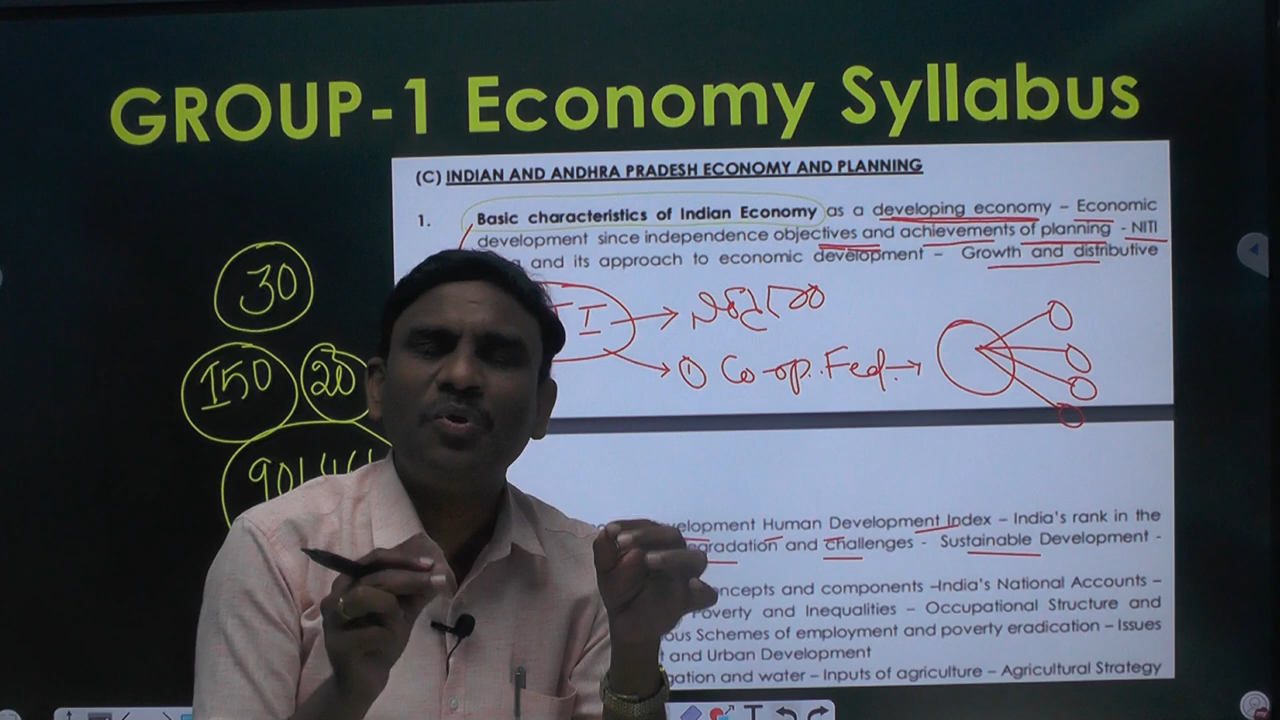 GROUP-1 Economy Syllabus
(C) INDIAN AND ANDHRA PRADESH ECONOMY AND PLANNING
1. Basic characteristics of Indian Economy as a developing economy – Economic
development since independence objectives and achievements of planning - NITI
and its approach to economic development – Growth and distributive
30
I
150 20
① Co-op. Fed. →
velopment Human Development Index – India's rank in the
gradation and challenges - Sustainable Development -
ncepts and components –India's National Accounts –
Poverty and Inequalities – Occupational Structure and
ous Schemes of employment and poverty eradication – Issues
and Urban Development
gation and water – Inputs of agriculture – Agricultural Strategy